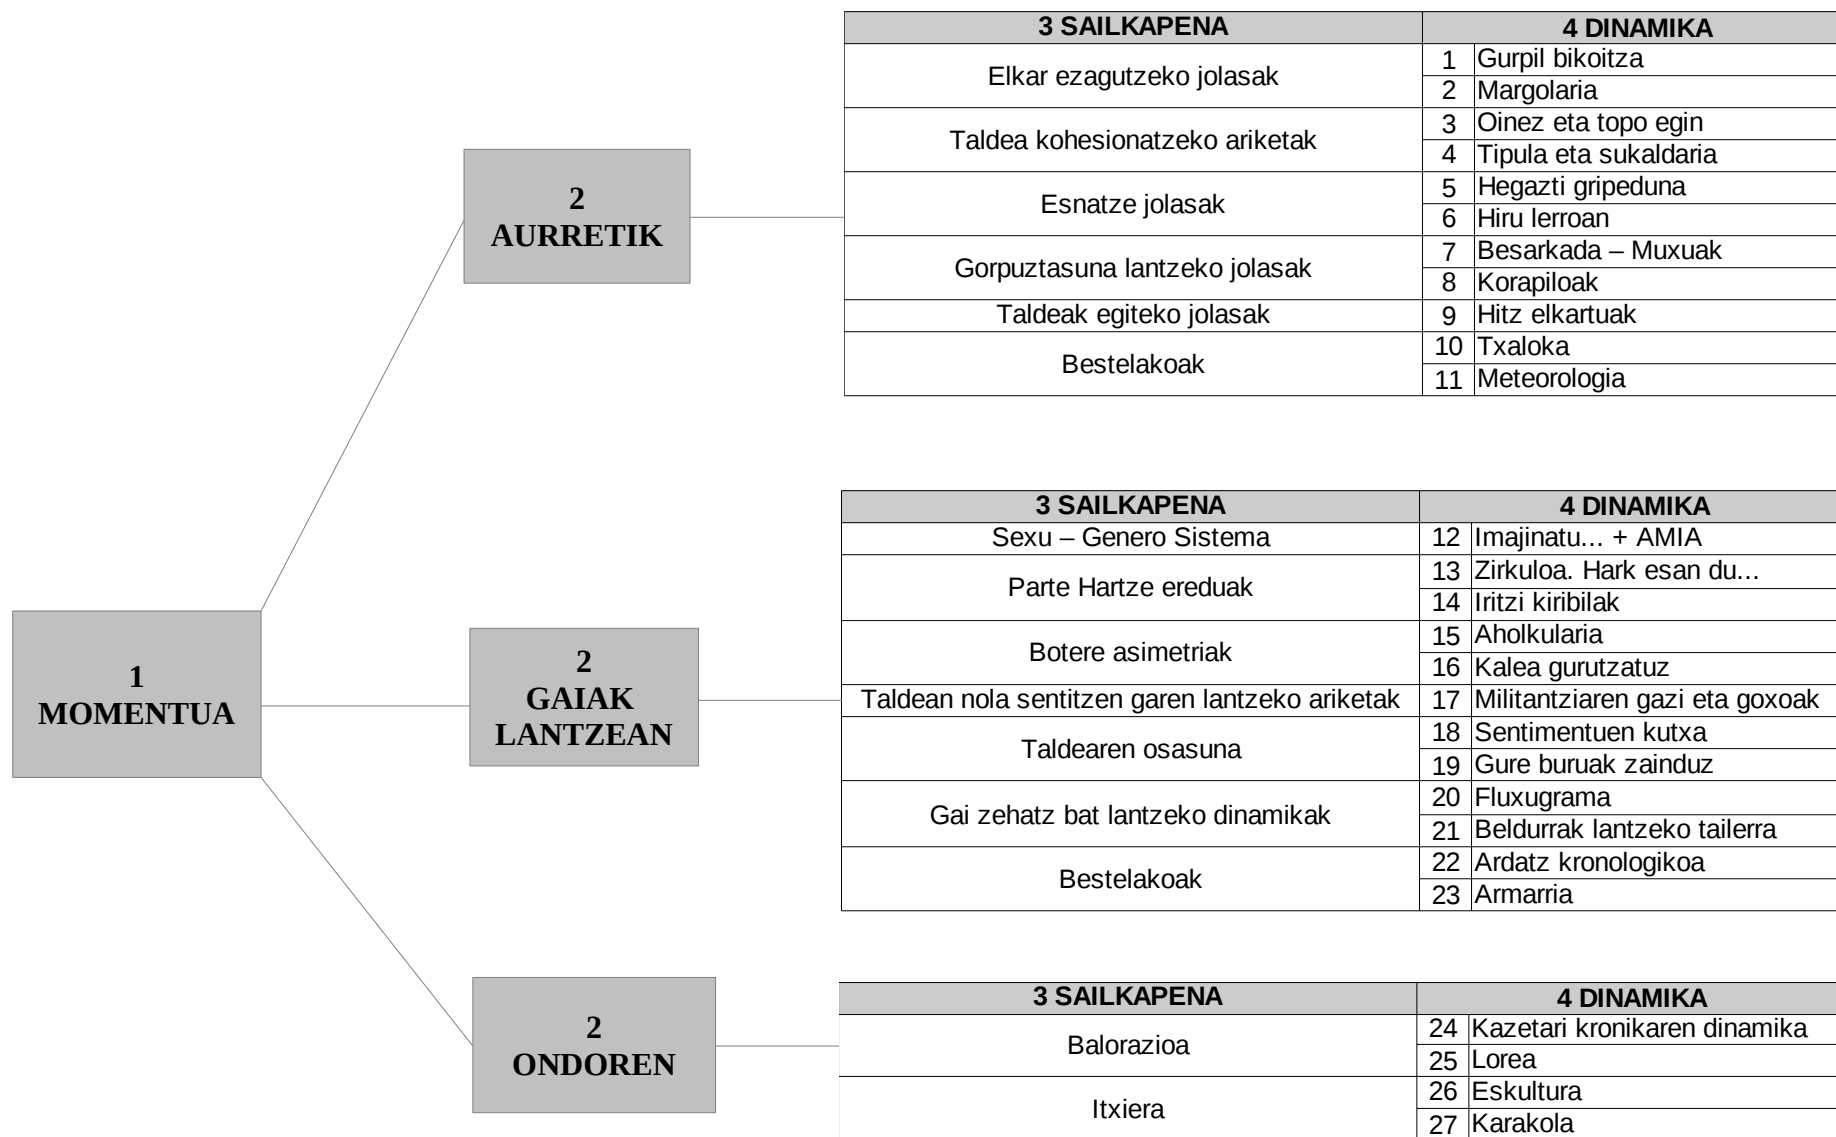 1
MOMENTUA
2
AURRETIK
3 SAILKAPENA 4 DINAMIKA
Elkar ezagutzeko jolasak
1 Gurpil bikoitza
2 Margolaria
Taldea kohesionatzeko ariketak
3 Oinez eta topo egin
4 Tipula eta sukaldaria
Esnatze jolasak
5 Hegazti gripeduna
6 Hiru lerroan
Gorpuztasuna lantzeko jolasak
7 Besarkada – Muxuak
8 Korapiloak
Taldeak egiteko jolasak 9 Hitz elkartuak
Bestelakoak
10 Txaloka
11 Meteorologia
2
GAIAK
LANTZEAN
3 SAILKAPENA 4 DINAMIKA
Sexu – Genero Sistema 12 Imajinatu... + AMIA
Parte Hartze ereduak
13 Zirkuloa. Hark esan du...
14 Iritzi kiribilak
Botere asimetriak
15 Aholkularia
16 Kalea gurutzatuz
Taldean nola sentitzen garen lantzeko ariketak 17 Militantziaren gazi eta goxoak
Taldearen osasuna
18 Sentimentuen kutxa
19 Gure buruak zainduz
Gai zehatz bat lantzeko dinamikak
20 Fluxugrama
21 Beldurrak lantzeko tailerra
Bestelakoak
22 Ardatz kronologikoa
23 Armarria
2
ONDOREN
3 SAILKAPENA 4 DINAMIKA
Balorazioa
24 Kazetari kronikaren dinamika
25 Lorea
Itxiera
26 Eskultura
27 Karakola